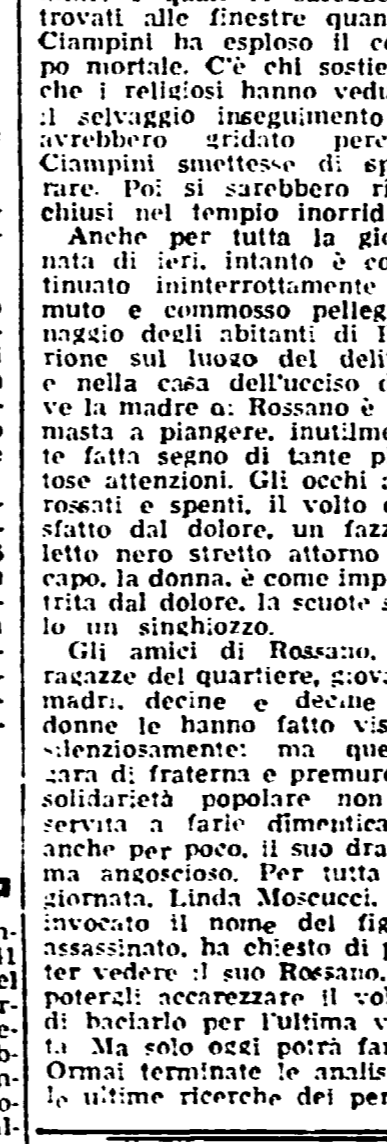 trovati alle finestre quan
Ciampini ha esploso il co
po mortale. C'è chi sostie
che i religiosi hanno vedu
il selvaggio inseguimento
avrebbero gridato perc
Ciampini smettesse di sp
rare. Poi si sarebbero ri
chiusi nel tempio inorrid
Anche per tutta la gio
nata di ieri, intanto è co
tinuato ininterrottamente
muto e commosso pelleg
naggio degli abitanti di P
rione sul luogo del deli
e nella casa dell'ucciso d
ve la madre di Rossano è
masta a piangere, inutilme
te fatta segno di tante p
tose attenzioni. Gli occhi a
rossati e spenti, il volto d
sfatto dal dolore, un fazz
letto nero stretto attorno
capo, la donna, è come imp
trita dal dolore, la scuote s
lo un singhiozzo.
Gli amici di Rossano,
ragazze del quartiere, giova
madri, decine e decine
donne le hanno fatto vis
silenziosamente: ma que
gara di fraterna e premuro
solidarietà popolare non
servita a farle dimentica
anche per poco, il suo dra
ma angoscioso. Per tutta
giornata, Linda Moscucci,
invocato il nome del fig
assassinato, ha chiesto di p
ter vedere il suo Rossano,
potergli accarezzare il vol
di baciarlo per l'ultima v
ta Ma solo oggi potrà far
Ormai terminate le analis
le ultime ricerche dei per